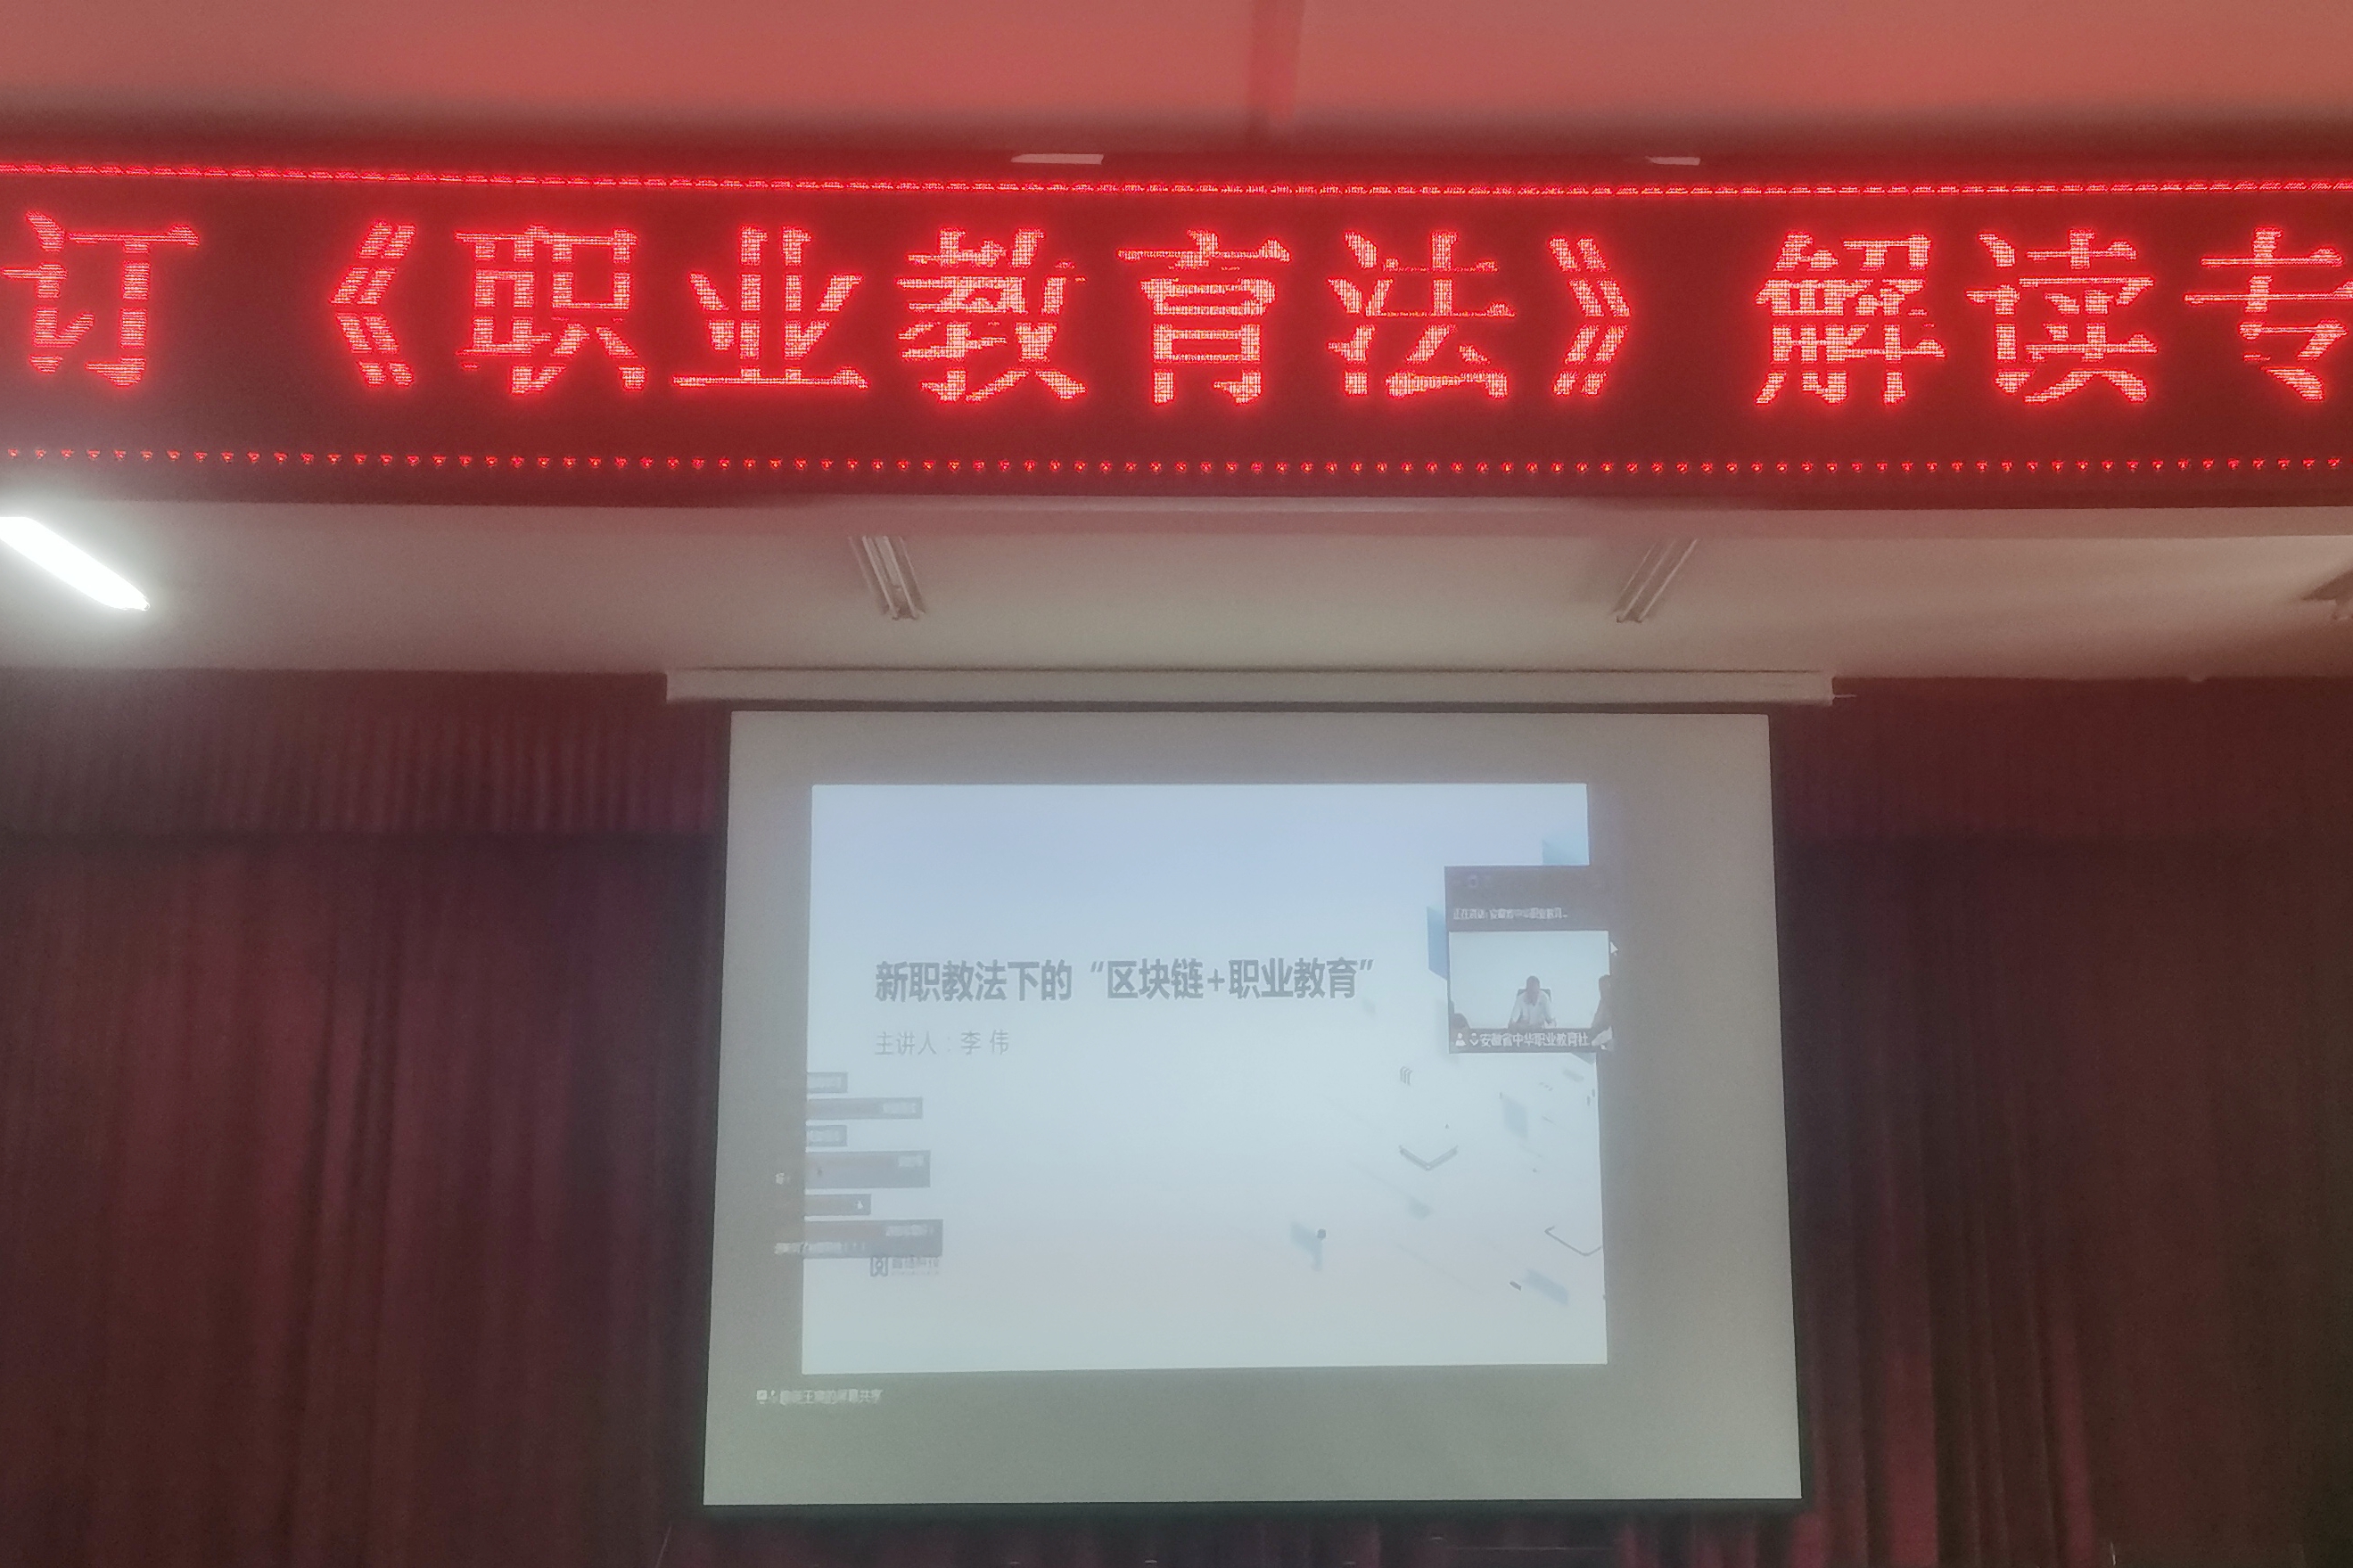 订《职业教育法》解读专
新职教法下的“区块链+职业教育”
主讲人：李 伟
安徽省中华职业教育社